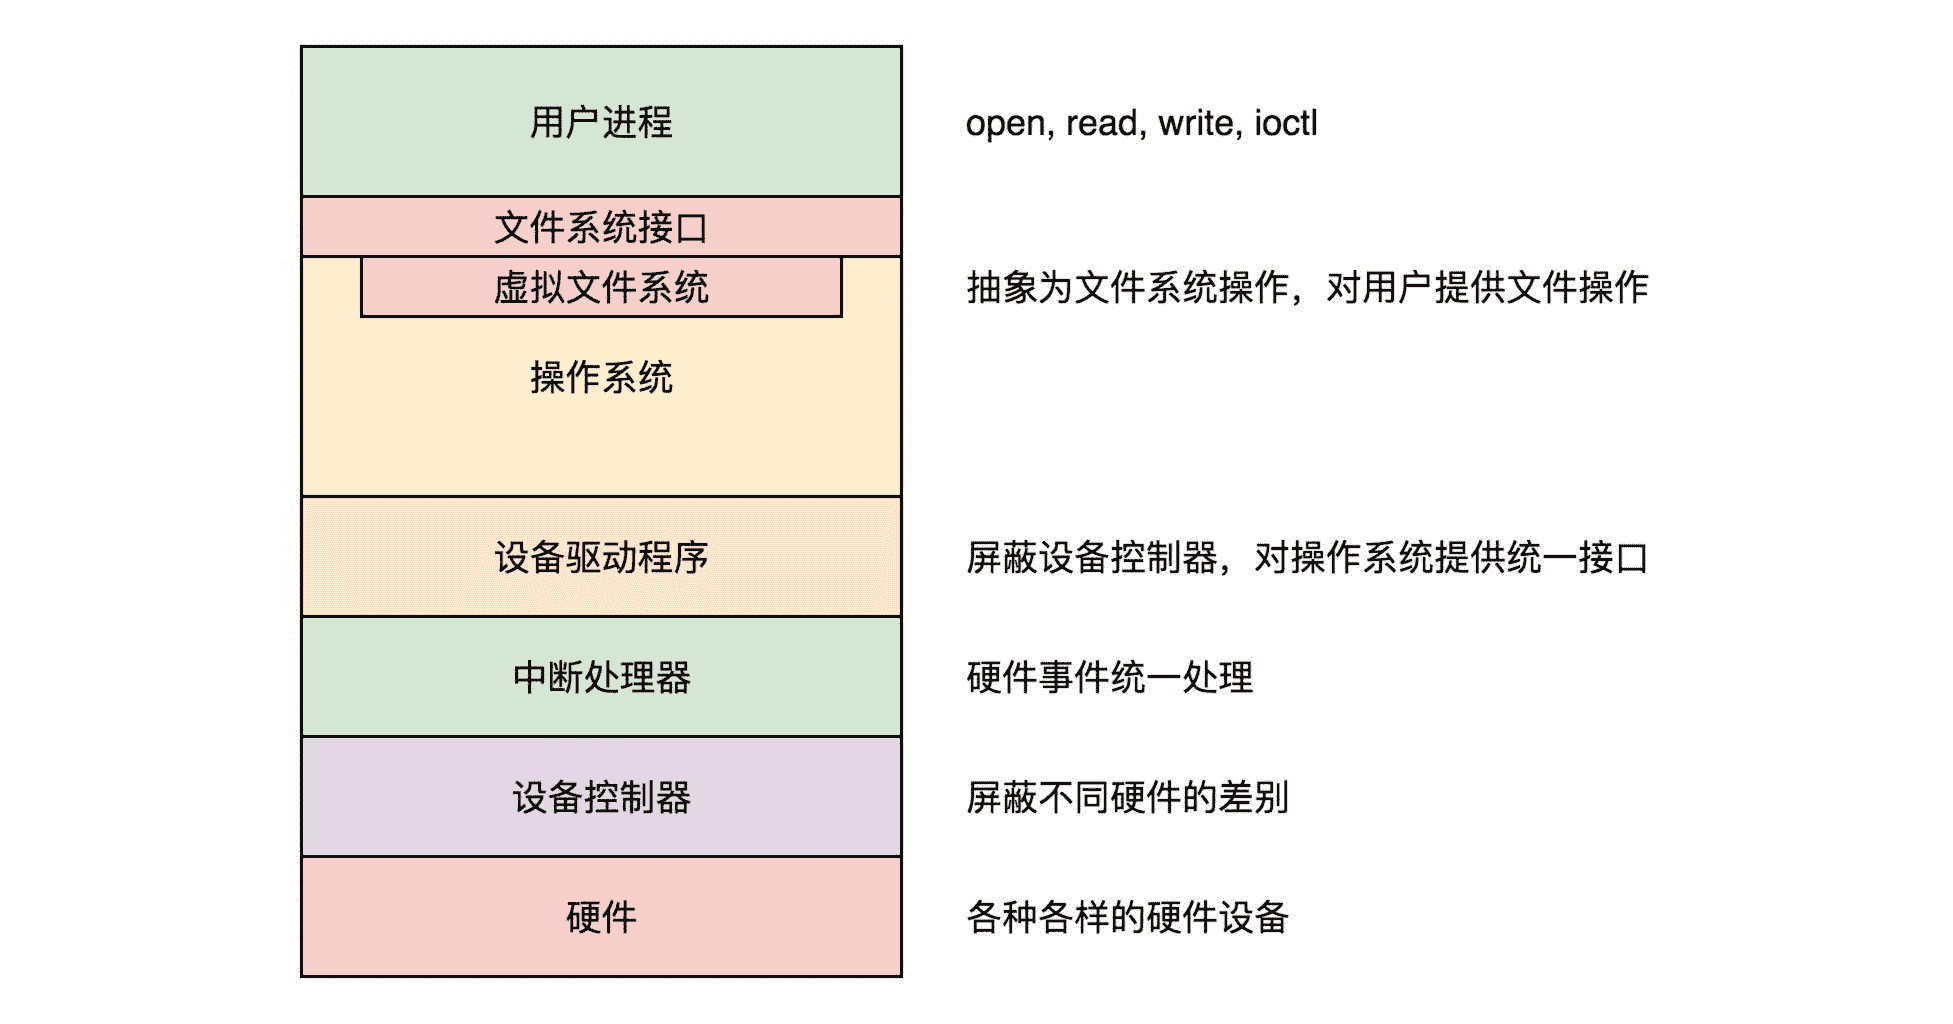 用户进程
open, read, write, ioctl
文件系统接口
虚拟文件系统
抽象为文件系统操作，对用户提供文件操作
操作系统
设备驱动程序
屏蔽设备控制器，对操作系统提供统一接口
中断处理器
硬件事件统一处理
设备控制器
屏蔽不同硬件的差别
硬件
各种各样的硬件设备